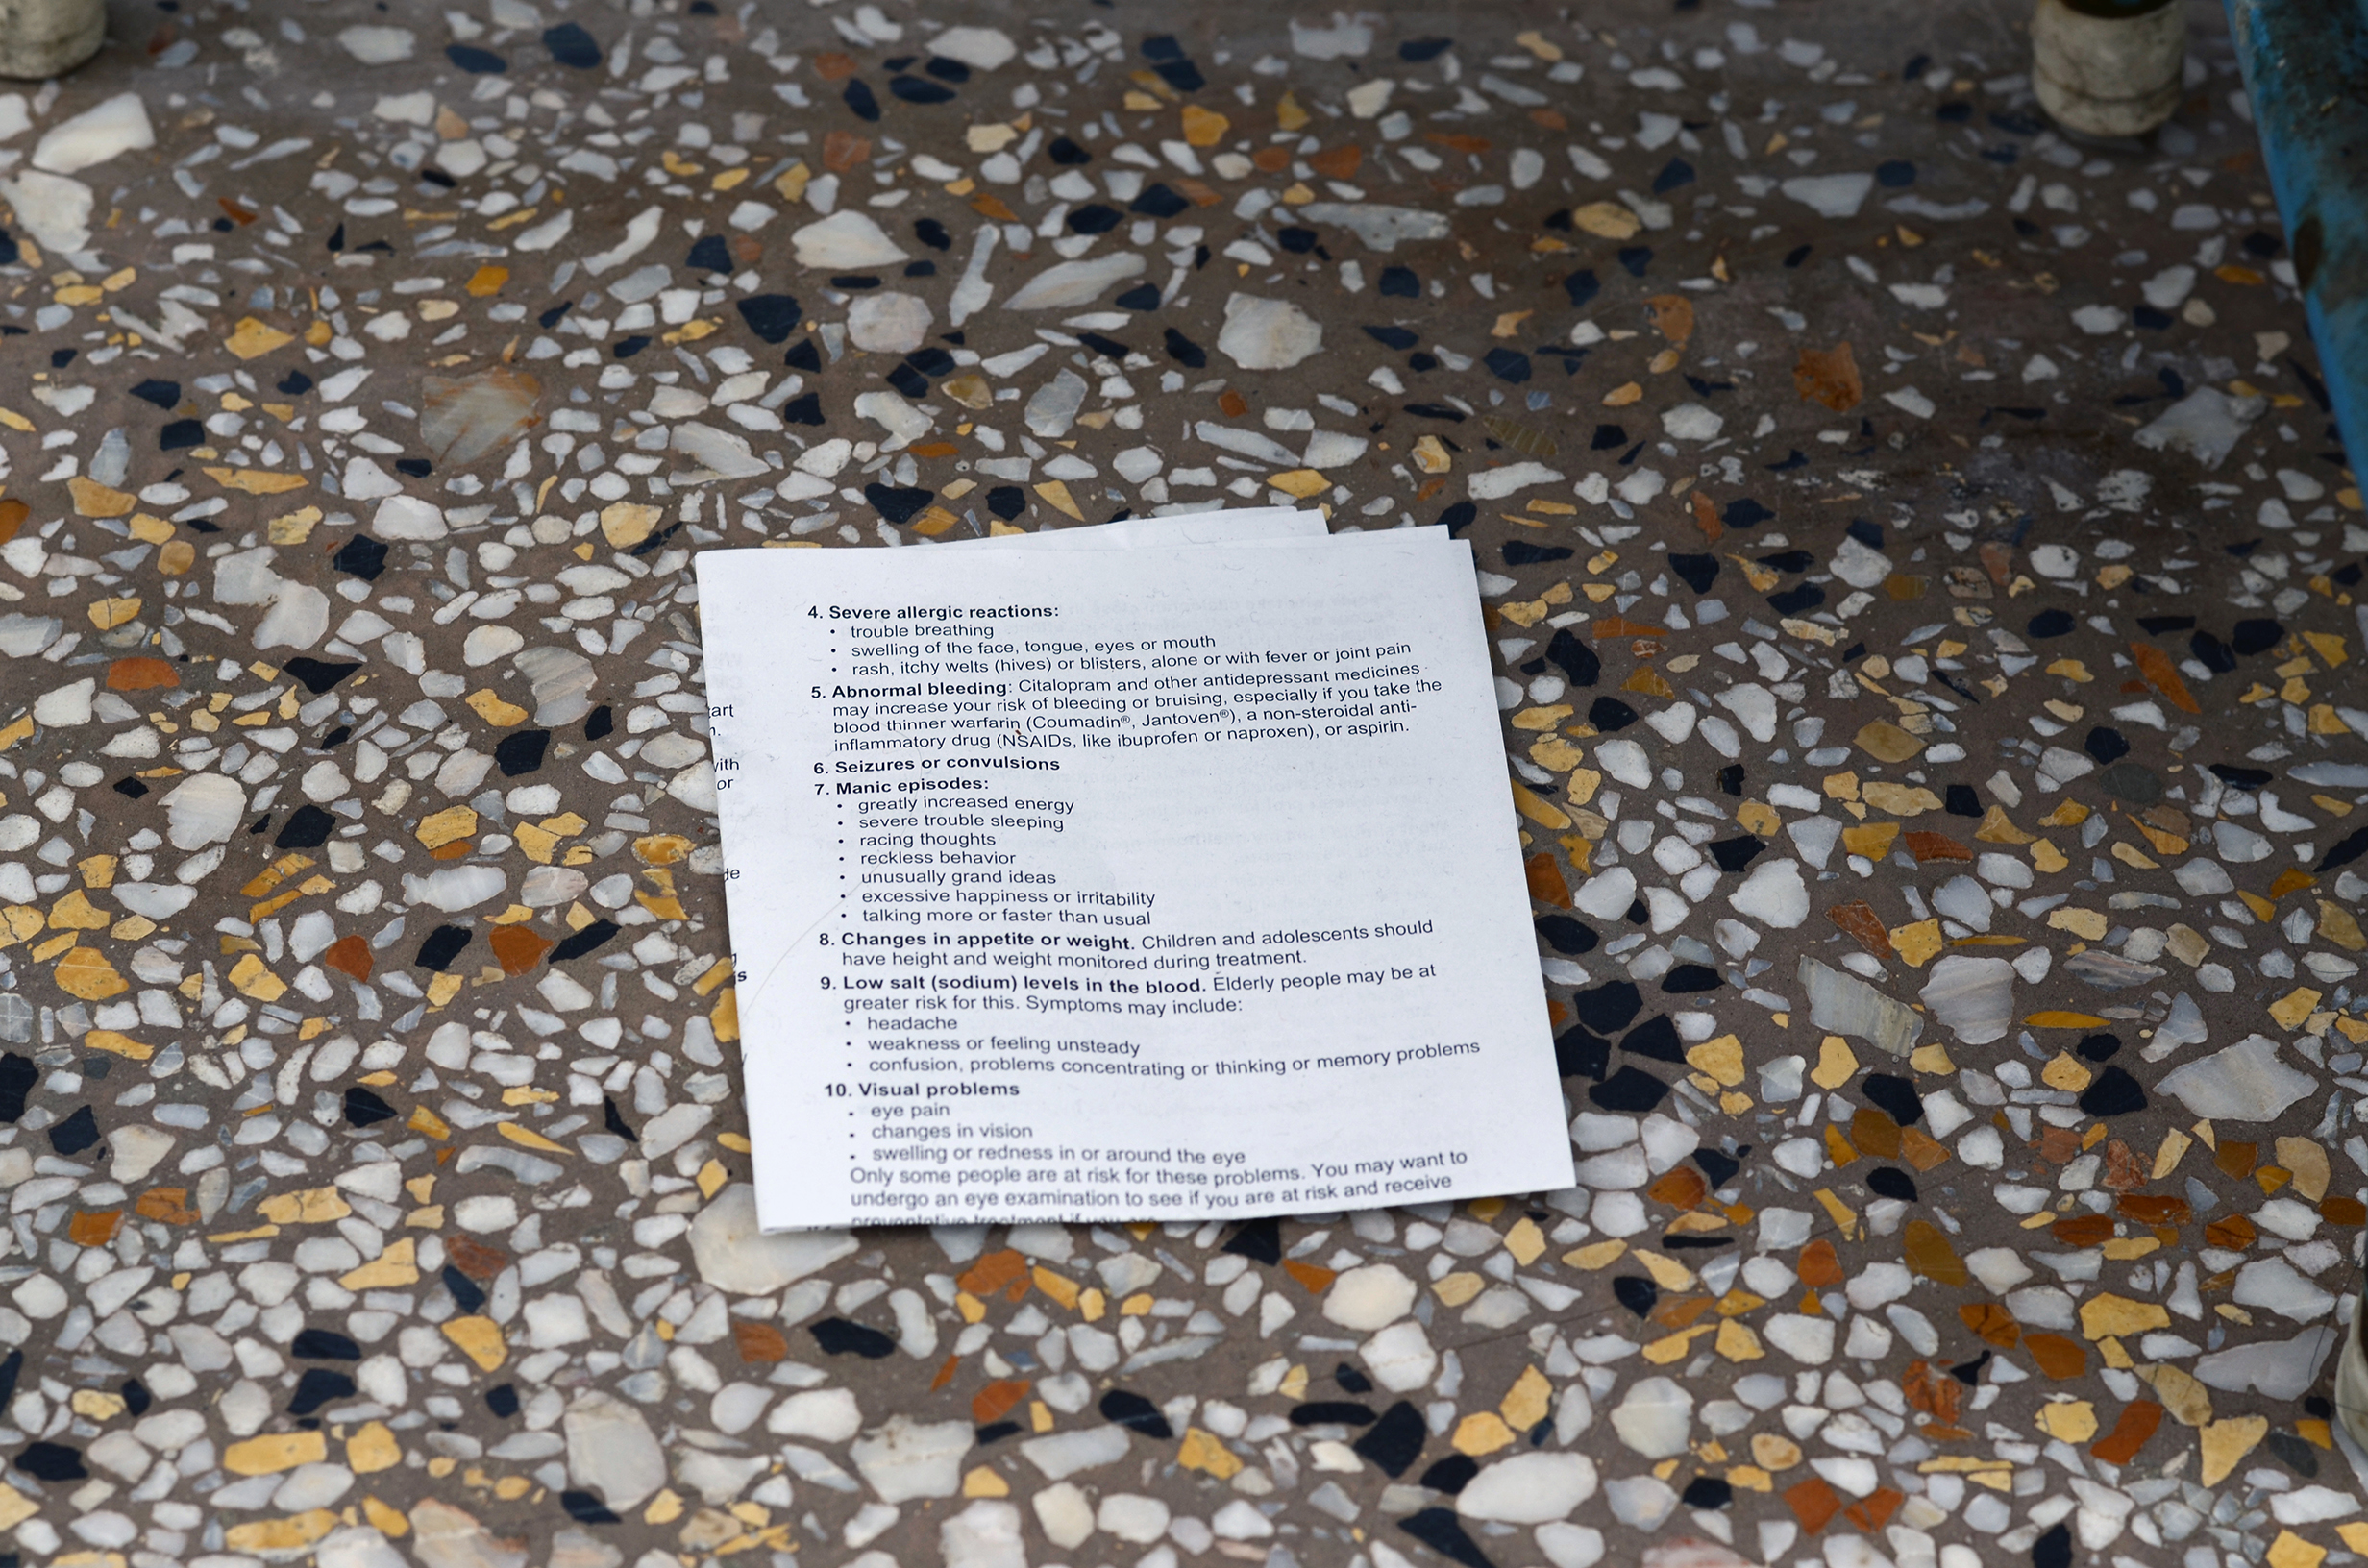 4. Severe allergic reactions:
• trouble breathing
• swelling of the face, tongue, eyes or mouth
• rash, itchy welts (hives) or blisters, alone or with fever or joint pain
5. Abnormal bleeding: Citalopram and other antidepressant medicines
may increase your risk of bleeding or bruising, especially if you take the
blood thinner warfarin (Coumadin®, Jantoven®), a non-steroidal anti-
inflammatory drug (NSAIDs, like ibuprofen or naproxen), or aspirin.
6. Seizures or convulsions
7. Manic episodes:
• greatly increased energy
• severe trouble sleeping
• racing thoughts
• reckless behavior
• unusually grand ideas
• excessive happiness or irritability
• talking more or faster than usual
8. Changes in appetite or weight. Children and adolescents should
have height and weight monitored during treatment.
9. Low salt (sodium) levels in the blood. Elderly people may be at
greater risk for this. Symptoms may include:
• headache
• weakness or feeling unsteady
• confusion, problems concentrating or thinking or memory problems
10. Visual problems
• eye pain
• changes in vision
• swelling or redness in or around the eye
Only some people are at risk for these problems. You may want to
undergo an eye examination to see if you are at risk and receive
preventative treatment if you are
or